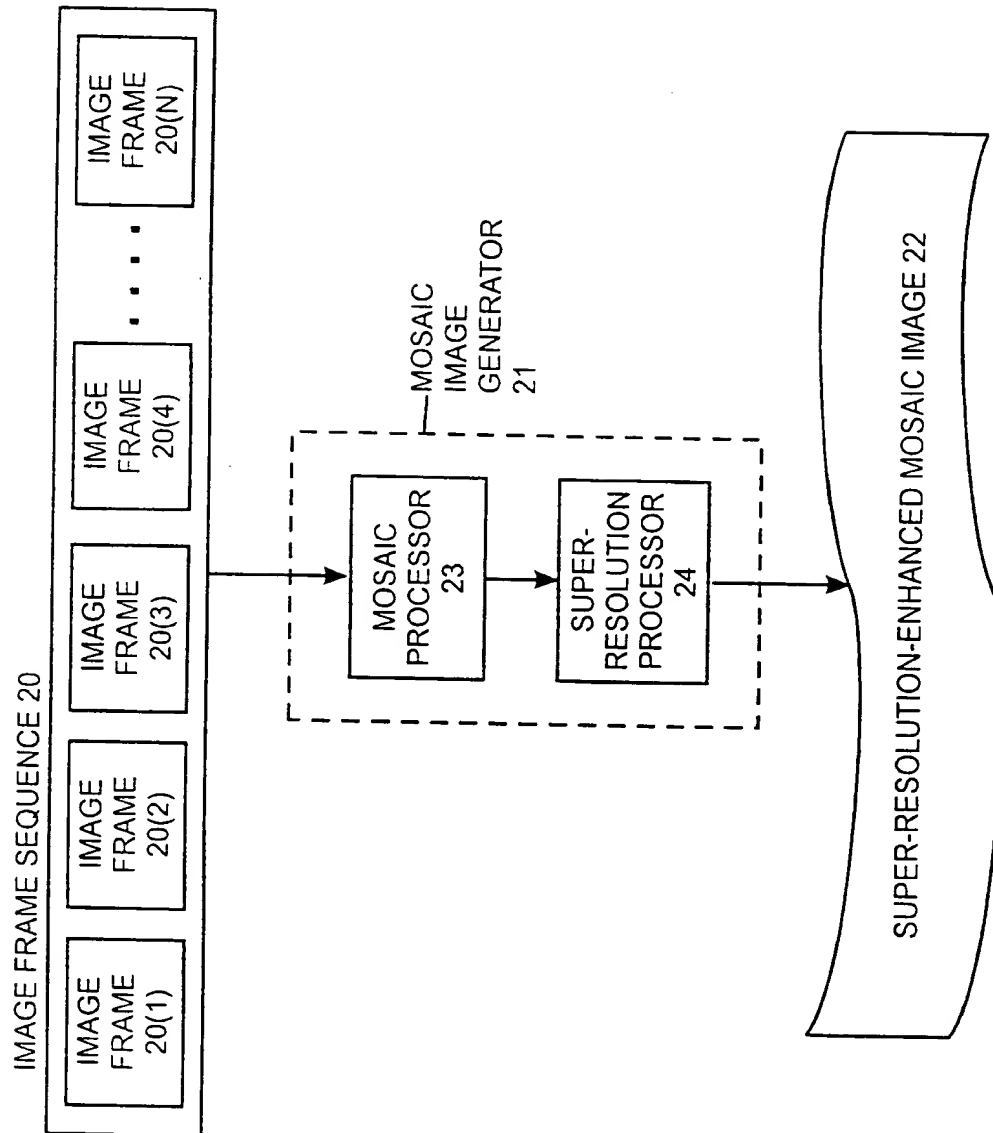 IMAGE FRAME SEQUENCE 20
IMAGE
FRAME
20(1)
IMAGE
FRAME
20(2)
IMAGE
FRAME
20(3)
IMAGE
FRAME
20(4)
IMAGE
FRAME
20(N)
MOSAIC
IMAGE
GENERATOR
21
MOSAIC
PROCESSOR
23
SUPER-
RESOLUTION
PROCESSOR
24
SUPER-RESOLUTION-ENHANCED MOSAIC IMAGE 22